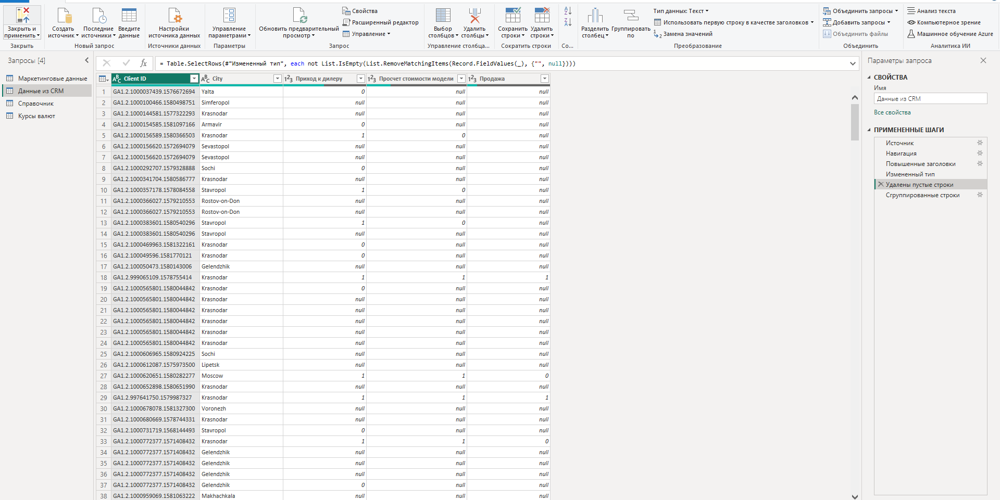 Закрыть и применить
Создать источник
Последние источники
Введите данные
Настройки источника данных
Управление параметрами
Обновить предварительный просмотр
Свойства
Расширенный редактор
Управление
Выбор столбцов
Удалить столбцы
Сохранить строки
Удалить строки
Разделить столбец
Группировать по
Тип данных: Текст
Использовать первую строку в качестве заголовков
Замена значений
Объединить запросы
Добавить запросы
Объединить файлы
Анализ текста
Компьютерное зрение
Машинное обучение Azure
Закрыть
Новый запрос
Источники данных
Параметры
Запрос
Управление столбца...
Сократить строки
Со...
Преобразование
Объединить
Аналитика ИИ
Запросы [4]
Маркетинговые данные
Данные из CRM
Справочник
Курсы валют
fx
= Table.SelectRows(#"Измененный тип", each not List.IsEmpty(List.RemoveMatchingItems(Record.FieldValues(_), {"", null})))
Client ID City Приход к дилеру Просчет стоимости модели Продажа
1 GA1.2.1000037439.1576672694 Yalta 0 null null
2 GA1.2.1000100466.1580498751 Simferopol null null null
3 GA1.2.1000144581.1577322293 Krasnodar null null null
4 GA1.2.1000154585.1581097166 Armavir 0 null null
5 GA1.2.1000156589.1580366503 Krasnodar 1 0 null
6 GA1.2.1000156620.1572694079 Sevastopol null null null
7 GA1.2.1000156620.1572694079 Sevastopol null null null
8 GA1.2.1000292707.1579328888 Sochi 0 null null
9 GA1.2.1000341704.1580586777 Krasnodar null null null
10 GA1.2.1000357178.1578084558 Stavropol 1 0 null
11 GA1.2.1000366027.1579210553 Rostov-on-Don null null null
12 GA1.2.1000366027.1579210553 Rostov-on-Don null null null
13 GA1.2.1000383601.1580540296 Stavropol 1 0 null
14 GA1.2.1000383601.1580540296 Stavropol null null null
15 GA1.2.1000469963.1581322161 Krasnodar 0 null null
16 GA1.2.100049596.1581770121 Krasnodar 0 null null
17 GA1.2.100050473.1580143006 Gelendzhik null null null
18 GA1.2.999065109.1578755414 Krasnodar 1 1 1
19 GA1.2.1000565801.1580044842 Krasnodar 0 null null
20 GA1.2.1000565801.1580044842 Krasnodar null null null
21 GA1.2.1000565801.1580044842 Krasnodar null null null
22 GA1.2.1000565801.1580044842 Krasnodar null null null
23 GA1.2.1000565801.1580044842 Krasnodar null null null
24 GA1.2.1000565801.1580044842 Krasnodar null null null
25 GA1.2.1000606965.1580924225 Sochi null null null
26 GA1.2.1000612087.1575973500 Lipetsk null null null
27 GA1.2.1000620651.1580282277 Moscow 1 1 0
28 GA1.2.1000652898.1580651990 Krasnodar null null null
29 GA1.2.997641750.1579987327 Krasnodar 1 1 1
30 GA1.2.1000678078.1581327300 Voronezh null null null
31 GA1.2.1000680669.1578744331 Krasnodar null null null
32 GA1.2.1000731719.1568144493 Stavropol 0 null null
33 GA1.2.1000772377.1571408432 Krasnodar 1 1 0
34 GA1.2.1000772377.1571408432 Gelendzhik null null null
35 GA1.2.1000772377.1571408432 Gelendzhik null null null
36 GA1.2.1000772377.1571408432 Gelendzhik null null null
37 GA1.2.1000772377.1571408432 Gelendzhik 0 null null
38 GA1.2.1000959069.1581063222 Makhachkala null null null
Параметры запроса
СВОЙСТВА
Имя
Данные из CRM
Все свойства
ПРИМЕНЕННЫЕ ШАГИ
Источник
Навигация
Повышенные заголовки
Измененный тип
Удалены пустые строки
Сгруппированные строки